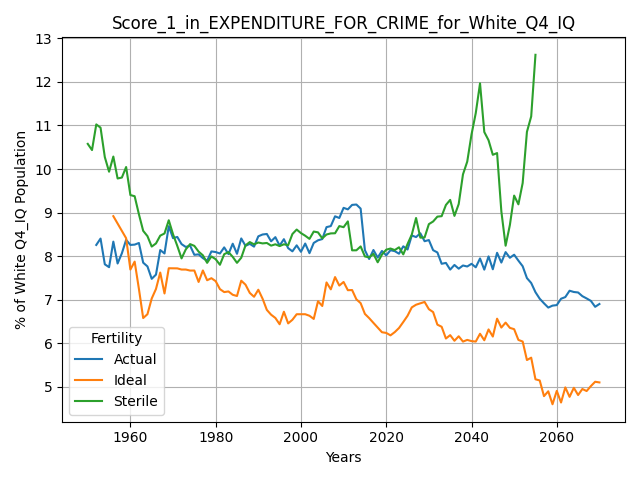 Score_1_in_EXPENDITURE_FOR_CRIME_for_White_Q4_IQ
% of White Q4_IQ Population
13
12
11
10
9
8
7
6
5
Fertility
Actual
Ideal
Sterile
1960
1980
2000
2020
2040
2060
Years